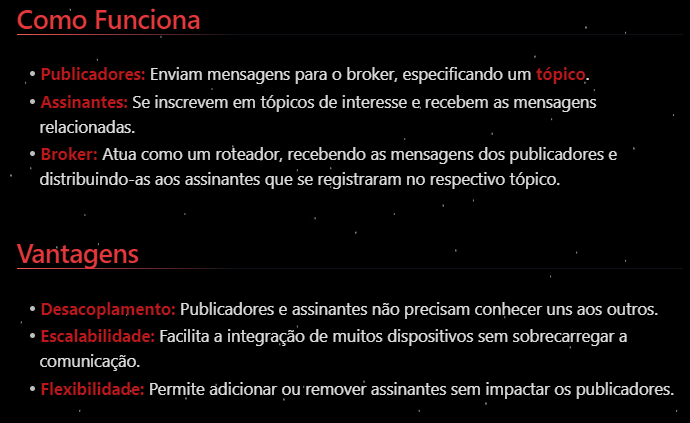 Como Funciona
• Publicadores: Enviam mensagens para o broker, especificando um tópico.
• Assinantes: Se inscrevem em tópicos de interesse e recebem as mensagens
relacionadas.
• Broker: Atua como um roteador, recebendo as mensagens dos publicadores e
distribuindo-as aos assinantes que se registraram no respectivo tópico.
Vantagens
• Desacoplamento: Publicadores e assinantes não precisam conhecer uns aos outros.
• Escalabilidade: Facilita a integração de muitos dispositivos sem sobrecarregar a
comunicação.
• Flexibilidade: Permite adicionar ou remover assinantes sem impactar os publicadores.